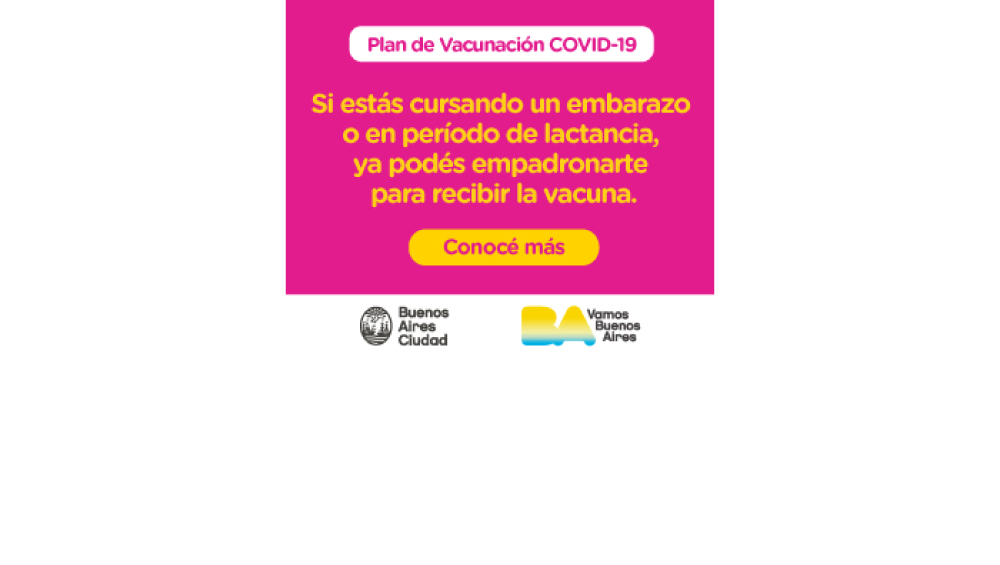 Plan de Vacunación COVID-19
Si estás cursando un embarazo
o en período de lactancia,
ya podés empadronarte
para recibir la vacuna.
Conocé más
Buenos
Aires
Ciudad
BA
Vamos
Buenos
Aires